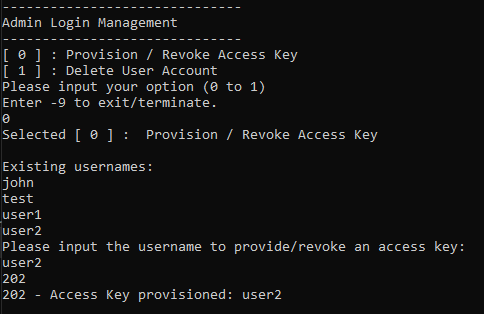 ------------------------------
Admin Login Management
------------------------------
[ 0 ] : Provision / Revoke Access Key
[ 1 ] : Delete User Account
Please input your option (0 to 1)
Enter -9 to exit/terminate.
0
Selected [ 0 ] :  Provision / Revoke Access Key

Existing usernames:
john
test
user1
user2
Please input the username to provide/revoke an access key:
user2
202
202 - Access Key provisioned: user2